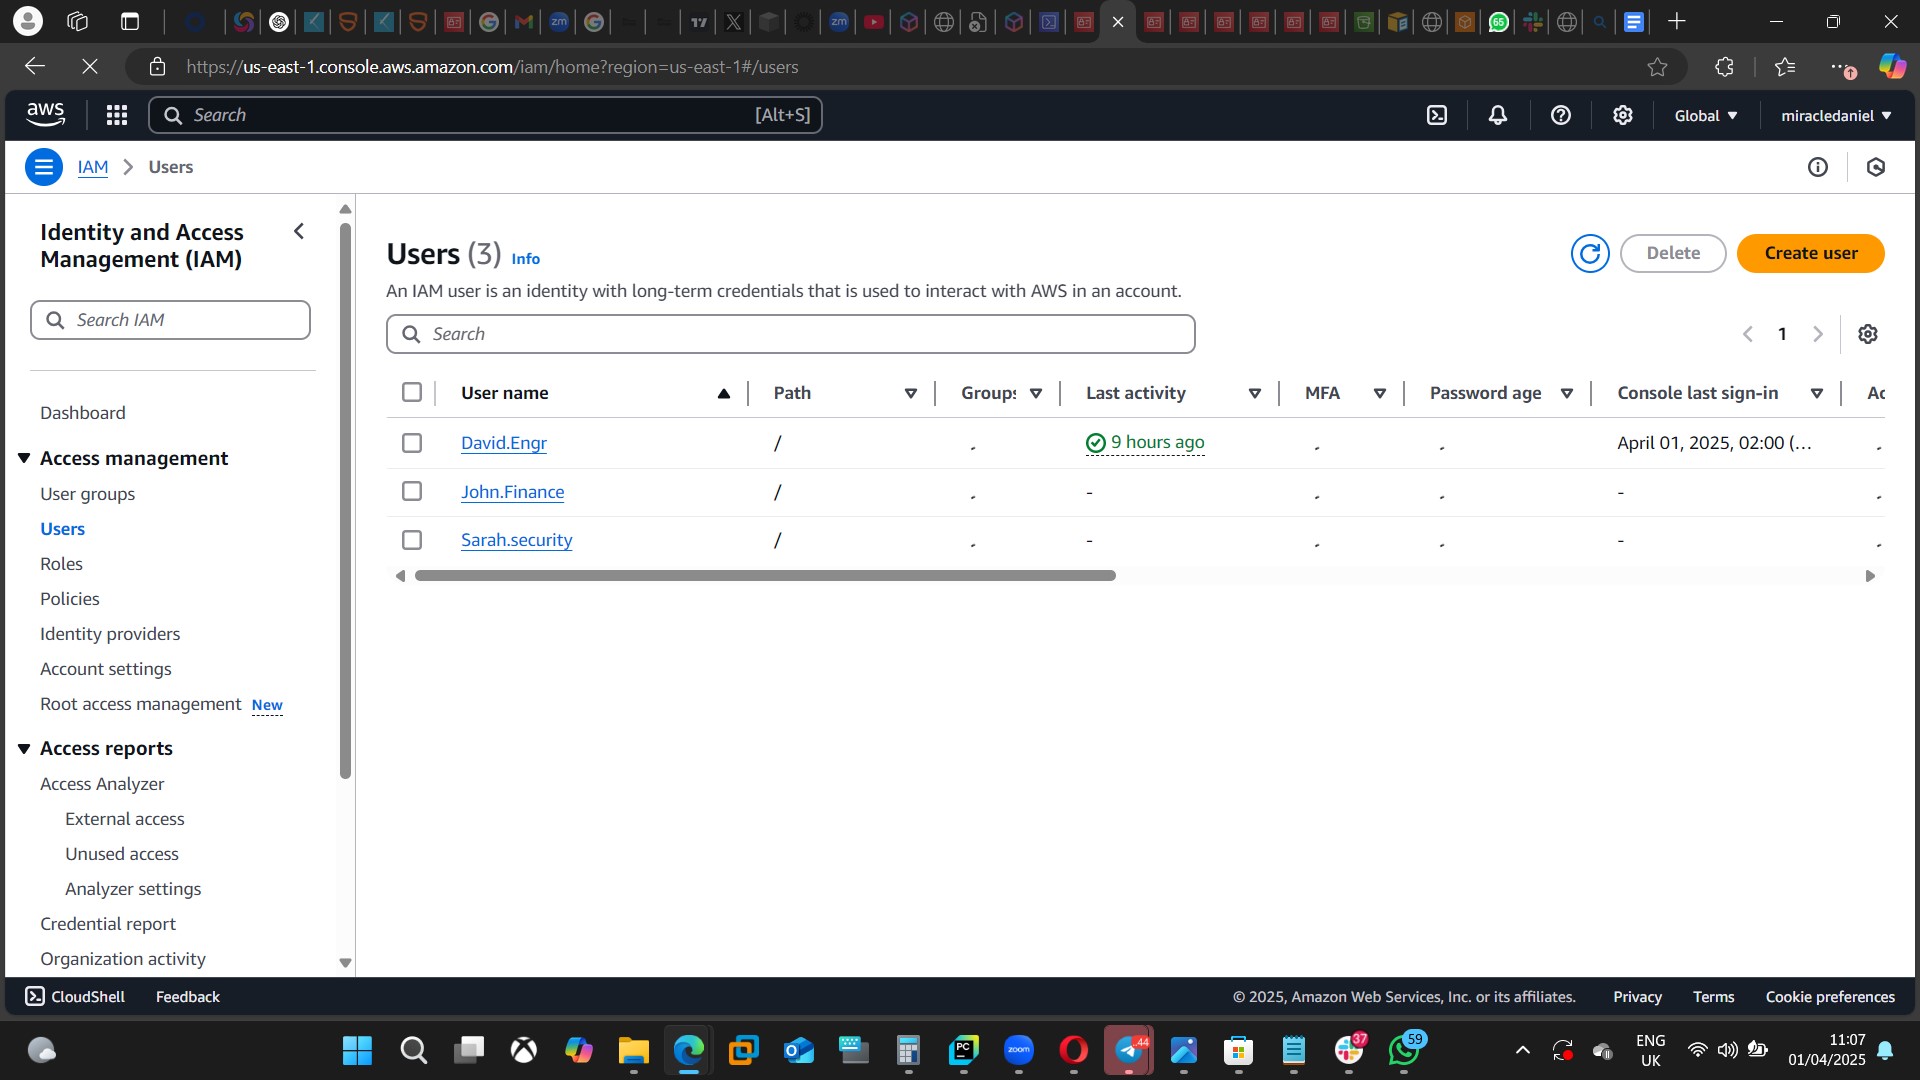 https://us-east-1.console.aws.amazon.com/iam/home?region=us-east-1#/users
aws
Search
[Alt+S]
Global
miracledaniel
IAM
Users
Identity and Access
Management (IAM)
Search IAM
Dashboard
Access management
User groups
Users
Roles
Policies
Identity providers
Account settings
Root access management New
Access reports
Access Analyzer
External access
Unused access
Analyzer settings
Credential report
Organization activity
Users (3) Info
Delete
Create user
An IAM user is an identity with long-term credentials that is used to interact with AWS in an account.
Search
1
User name Path Groups Last activity MFA Password age Console last sign-in Ac
David.Engr / 9 hours ago April 01, 2025, 02:00 (...
John.Finance / - -
Sarah.security / - -
CloudShell Feedback © 2025, Amazon Web Services, Inc. or its affiliates. Privacy Terms Cookie preferences
zoom
PC
37
59
ENG
UK
11:07
01/04/2025